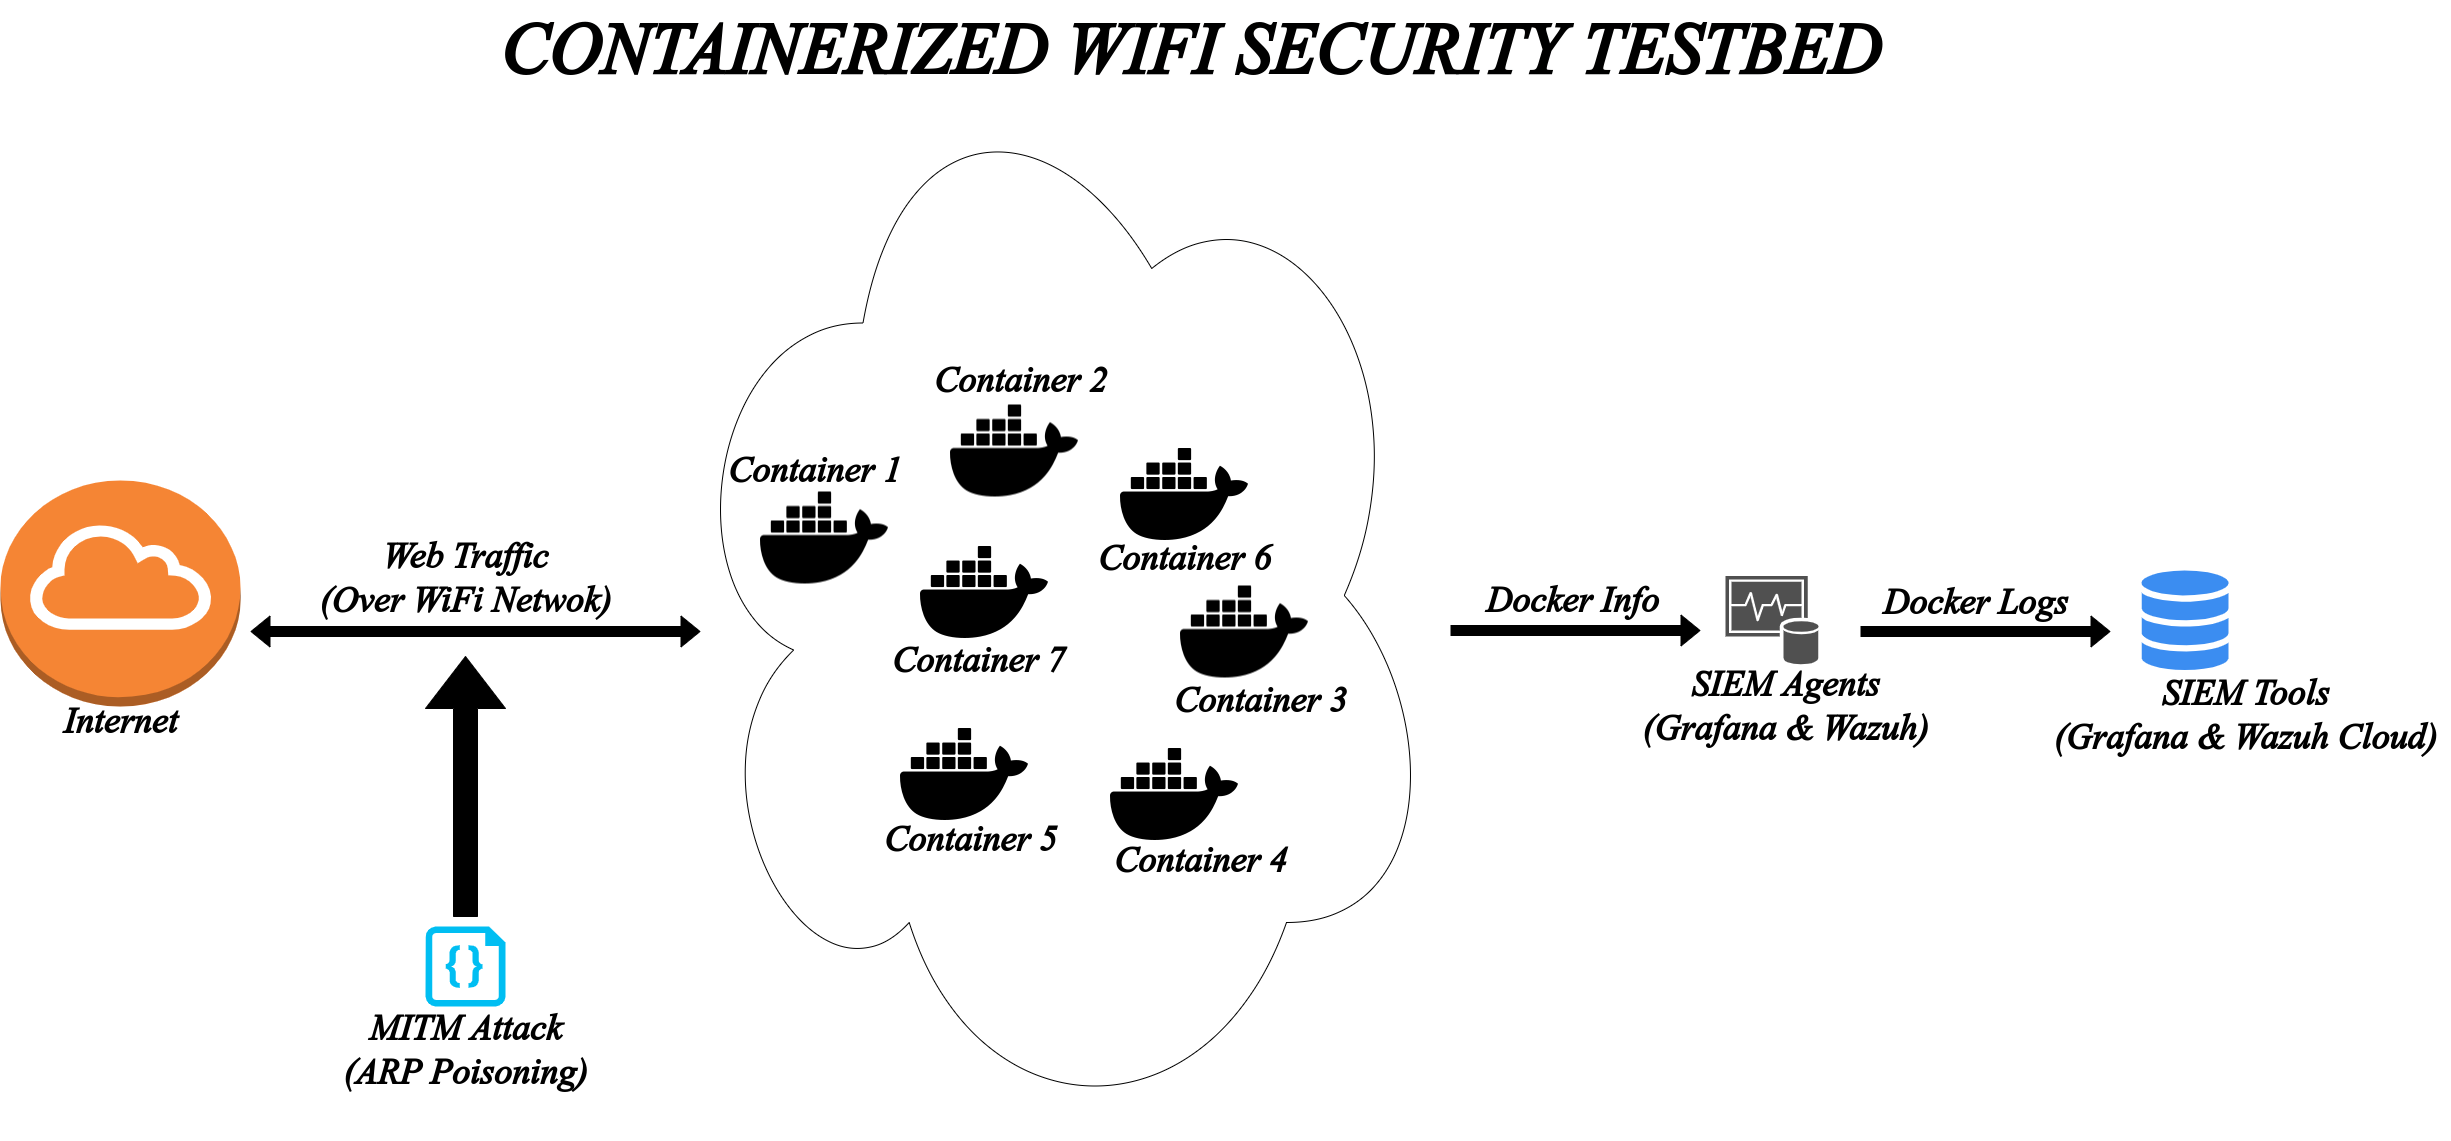 CONTAINERIZED WIFI SECURITY TESTBED
Container 2
Container 1
Container 6
Web Traffic
(Over WiFi Netwok)
Container 7
Container 3
Docker Info
Docker Logs
SIEM Agents
(Grafana & Wazuh)
SIEM Tools
(Grafana & Wazuh Cloud)
Internet
Container 5
Container 4
{}
MITM Attack
(ARP Poisoning)